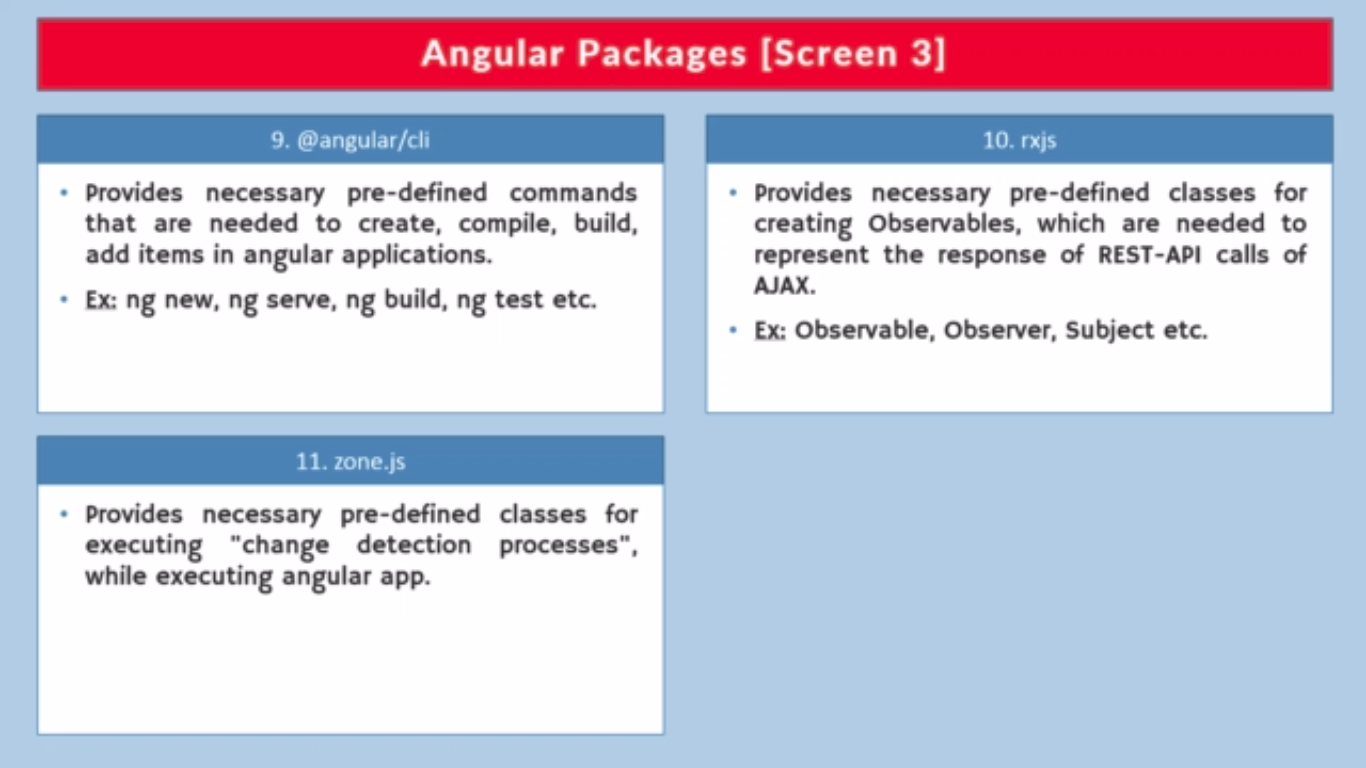 Angular Packages [Screen 3]
9. @angular/cli
• Provides necessary pre-defined commands
that are needed to create, compile, build,
add items in angular applications.
• Ex: ng new, ng serve, ng build, ng test etc.
10. rxjs
• Provides necessary pre-defined classes for
creating Observables, which are needed to
represent the response of REST-API calls of
AJAX.
• Ex: Observable, Observer, Subject etc.
11. zone.js
• Provides necessary pre-defined classes for
executing "change detection processes",
while executing angular app.